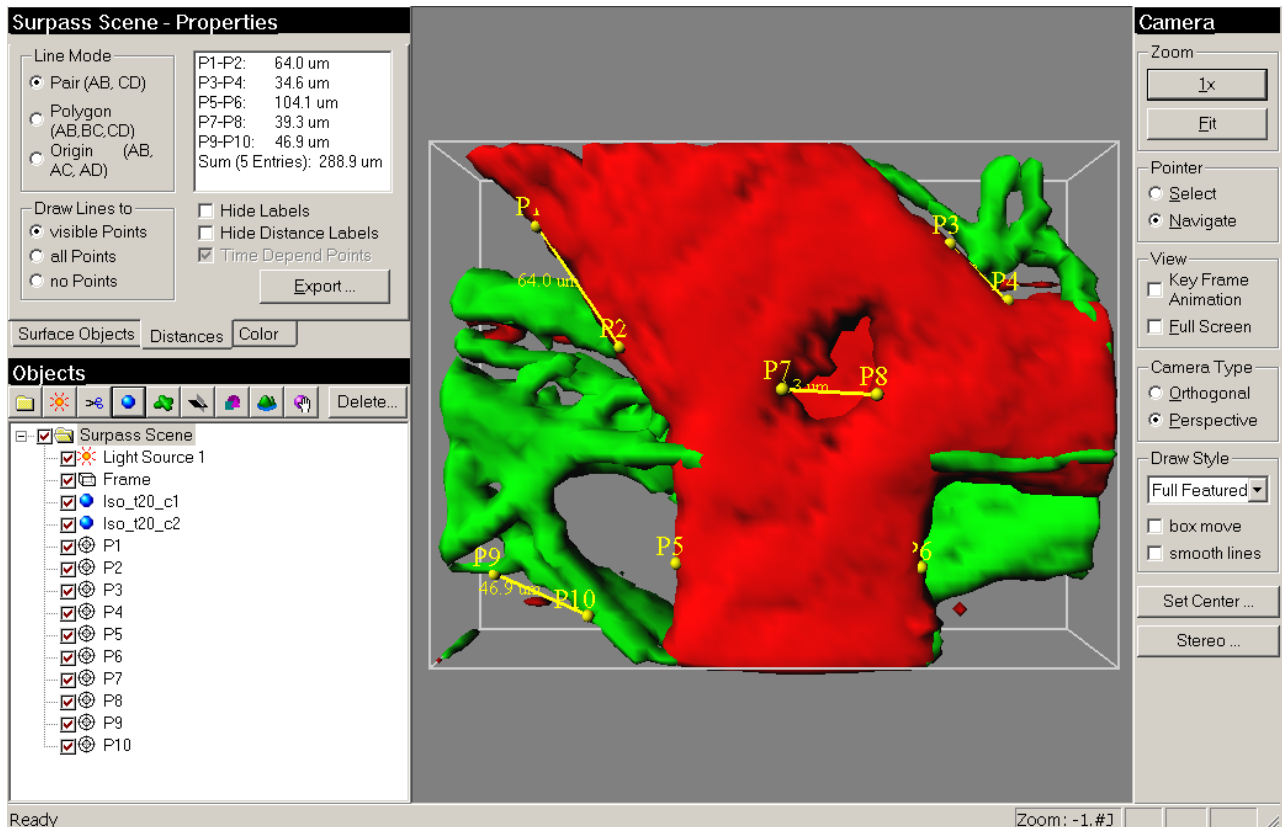 Surpass Scene - Properties
Line Mode
Pair (AB, CD)
Polygon
(AB,BC,CD)
Origin (AB,
AC, AD)
P1-P2: 64.0 um
P3-P4: 34.6 um
P5-P6: 104.1 um
P7-P8: 39.3 um
P9-P10: 46.9 um
Sum (5 Entries): 288.9 um
Draw Lines to
visible Points
all Points
no Points
Hide Labels
Hide Distance Labels
Time Depend Points
Export ...
Surface Objects
Distances
Color
Objects
Delete...
Surpass Scene
Light Source 1
Frame
Iso_t20_c1
Iso_t20_c2
P1
P2
P3
P4
P5
P6
P7
P8
P9
P10
Ready
P1
64.0 um
P2
P3
P4
P7
3 um
P8
P5
P6
P9
46.9 um
P10
Camera
Zoom
1x
Fit
Pointer
Select
Navigate
View
Key Frame
Animation
Full Screen
Camera Type
Orthogonal
Perspective
Draw Style
Full Featured
box move
smooth lines
Set Center ...
Stereo ...
Zoom: -1.#J